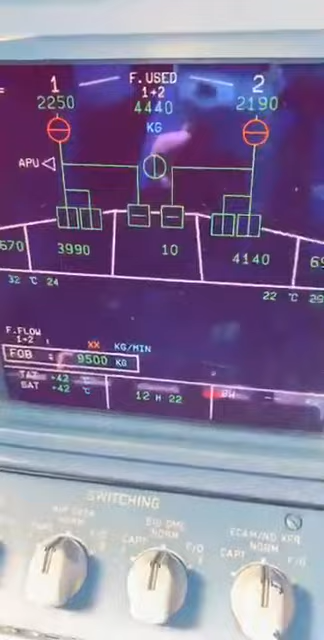 1 F.USED 2
1+2
2250 4440 2190
KG
APU
670 3990 10 4140
32 °C 24 22 °C
F.FLOW
1+2 : XX KG/MIN
FOB : 9500 KG
TAT +42 °C
SAT +42 °C 12 H 22
SWITCHING
NORM NORM ECAM/ND XFR
CAPT F/O CAPT NORM F/O